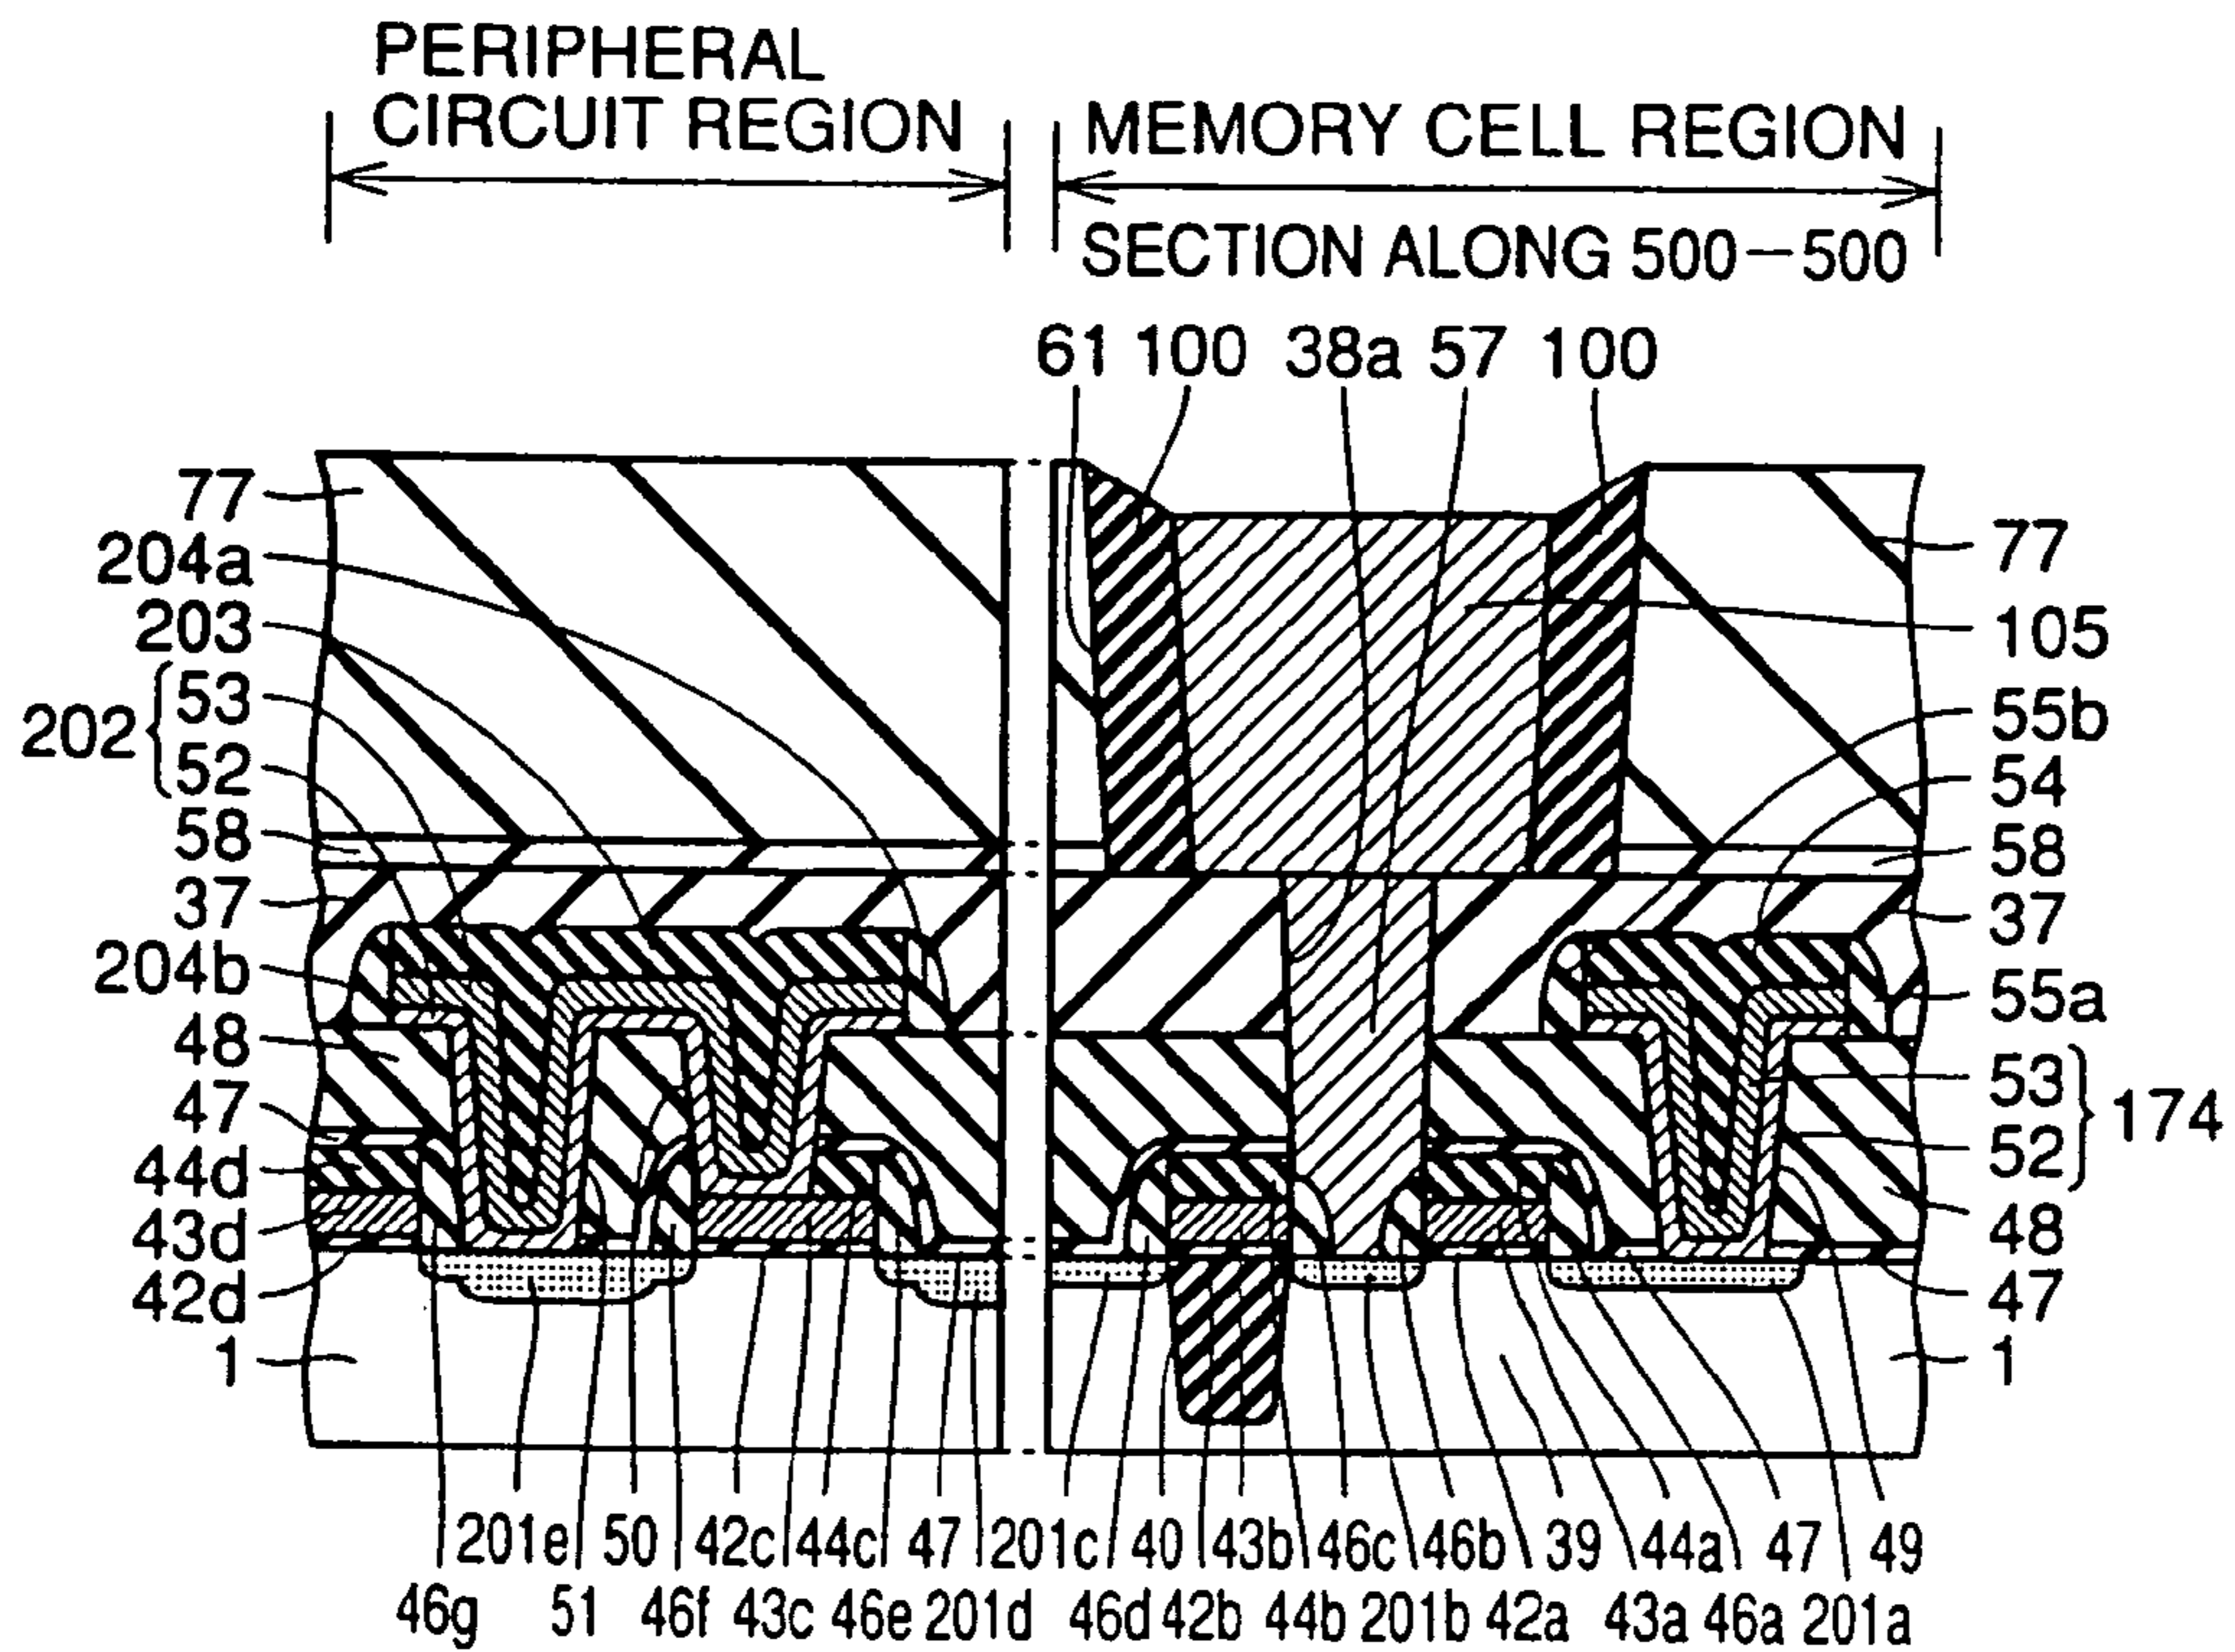 PERIPHERAL
CIRCUIT REGION
MEMORY CELL REGION
SECTION ALONG 500-500
61 100 38a 57 100
77
204a
203
202 { 53
52
58
37
204b
48
47
44d
43d
42d
1
77
105
55b
54
58
37
55a
53 } 174
52
48
47
1
201e 50 42c 44c 47 201c 40 43b 46c 46b 39 44a 47 49
46g 51 46f 43c 46e 201d 46d 42b 44b 201b 42a 43a 46a 201a